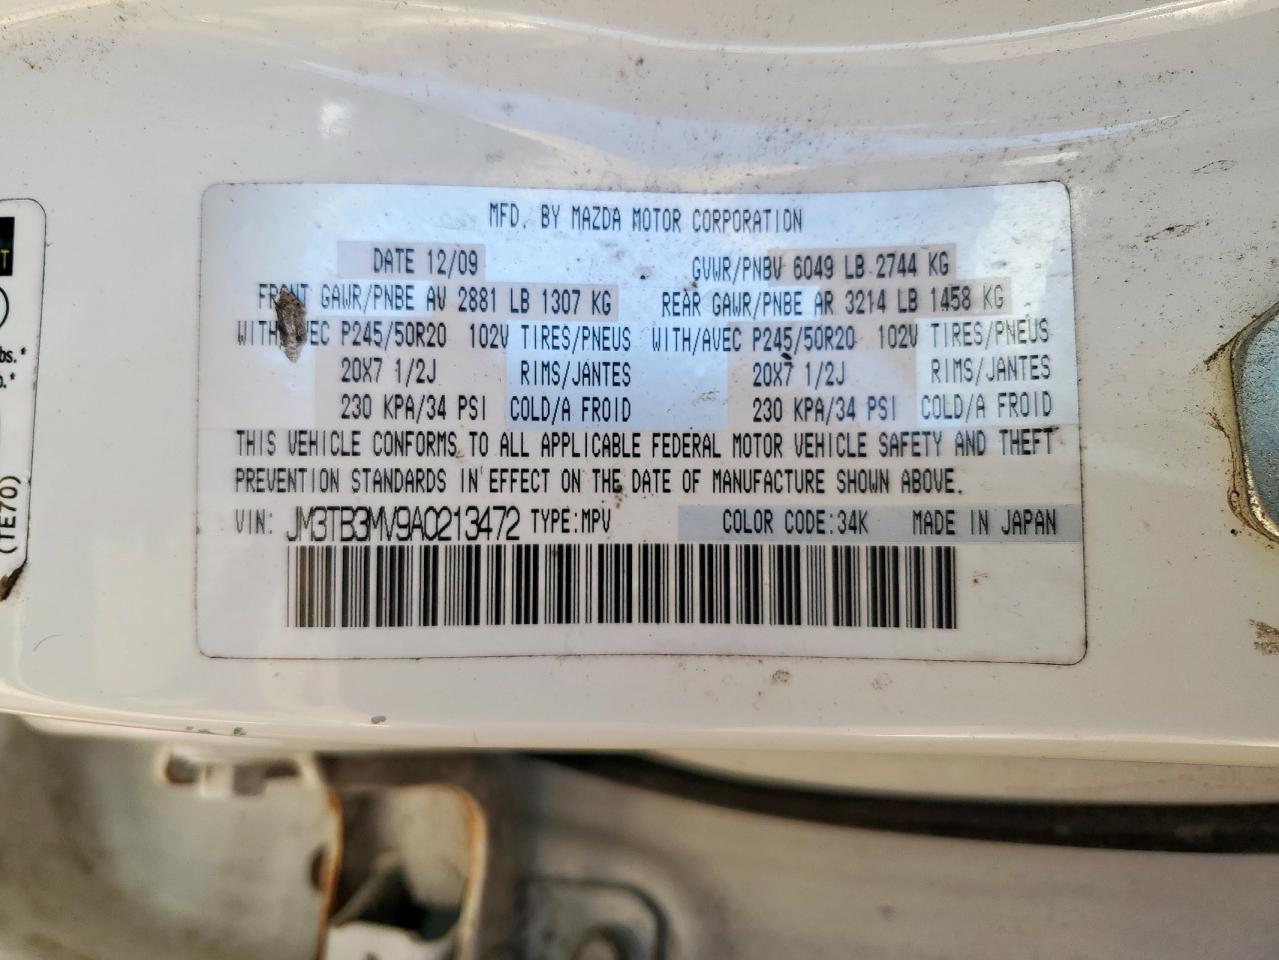 MFD. BY MAZDA MOTOR CORPORATION
DATE 12/09 GVWR/PNBV 6049 LB 2744 KG
FRONT GAWR/PNBE AV 2881 LB 1307 KG REAR GAWR/PNBE AR 3214 LB 1458 KG
WITH/AVEC P245/50R20 102V TIRES/PNEUS WITH/AVEC P245/50R20 102V TIRES/PNEUS
20X7 1/2J RIMS/JANTES 20X7 1/2J RIMS/JANTES
230 KPA/34 PSI COLD/A FROID 230 KPA/34 PSI COLD/A FROID
THIS VEHICLE CONFORMS TO ALL APPLICABLE FEDERAL MOTOR VEHICLE SAFETY AND THEFT
PREVENTION STANDARDS IN EFFECT ON THE DATE OF MANUFACTURE SHOWN ABOVE.
VIN: JM3TB3MV9A0213472 TYPE:MPV COLOR CODE:34K MADE IN JAPAN
(TE70)